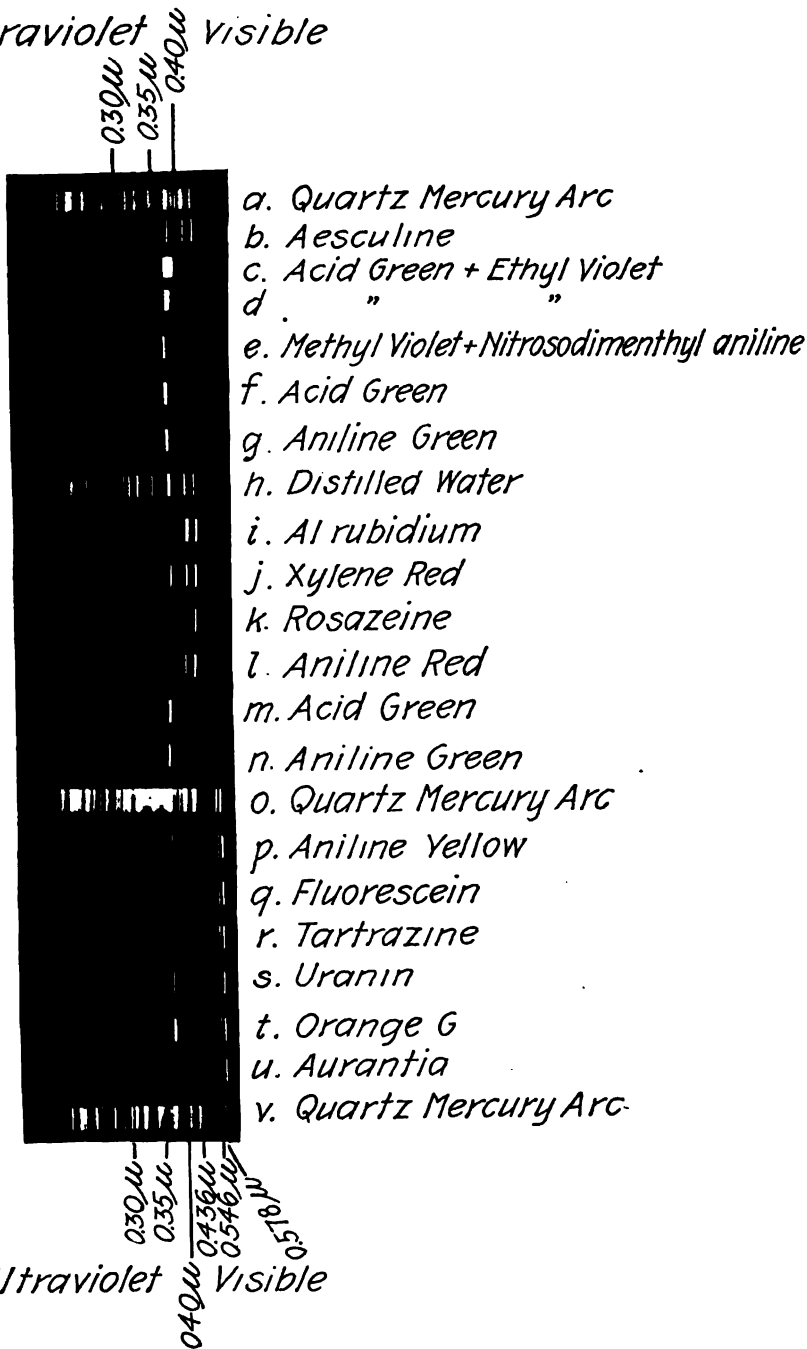 raviolet Visible
0.30µ
0.35µ
0.40µ
a. Quartz Mercury Arc
b. Aesculine
c. Acid Green + Ethyl Violet
d. " "
e. Methyl Violet + Nitrosodimenthyl aniline
f. Acid Green
g. Aniline Green
h. Distilled Water
i. Al rubidium
j. Xylene Red
k. Rosazeine
l. Aniline Red
m. Acid Green
n. Aniline Green
o. Quartz Mercury Arc
p. Aniline Yellow
q. Fluorescein
r. Tartrazine
s. Uranin
t. Orange G
u. Aurantia
v. Quartz Mercury Arc
0.30µ
0.35µ
0.40µ
0.436µ
0.546µ
0.578µ
ltraviolet Visible